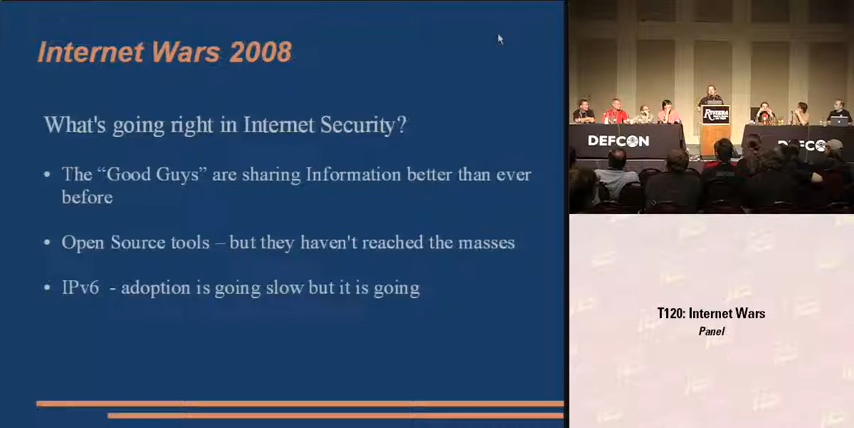 Internet Wars 2008
What's going right in Internet Security?
• The “Good Guys” are sharing Information better than ever
before
• Open Source tools – but they haven't reached the masses
• IPv6 - adoption is going slow but it is going
RIVIERA
DEFCON
DEFCON
T120: Internet Wars
Panel